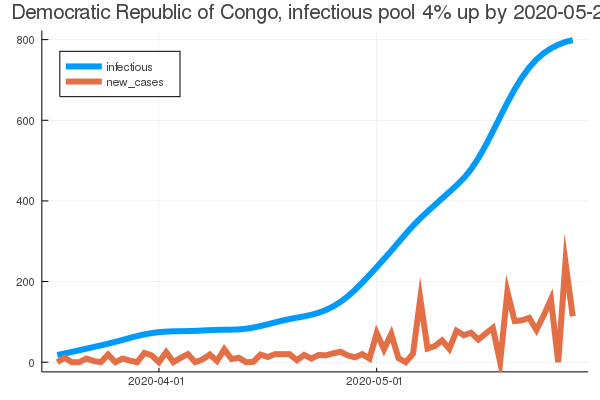 Democratic Republic of Congo, infectious pool 4% up by 2020-05-2
infectious
new_cases
800
600
400
200
0
2020-04-01
2020-05-01